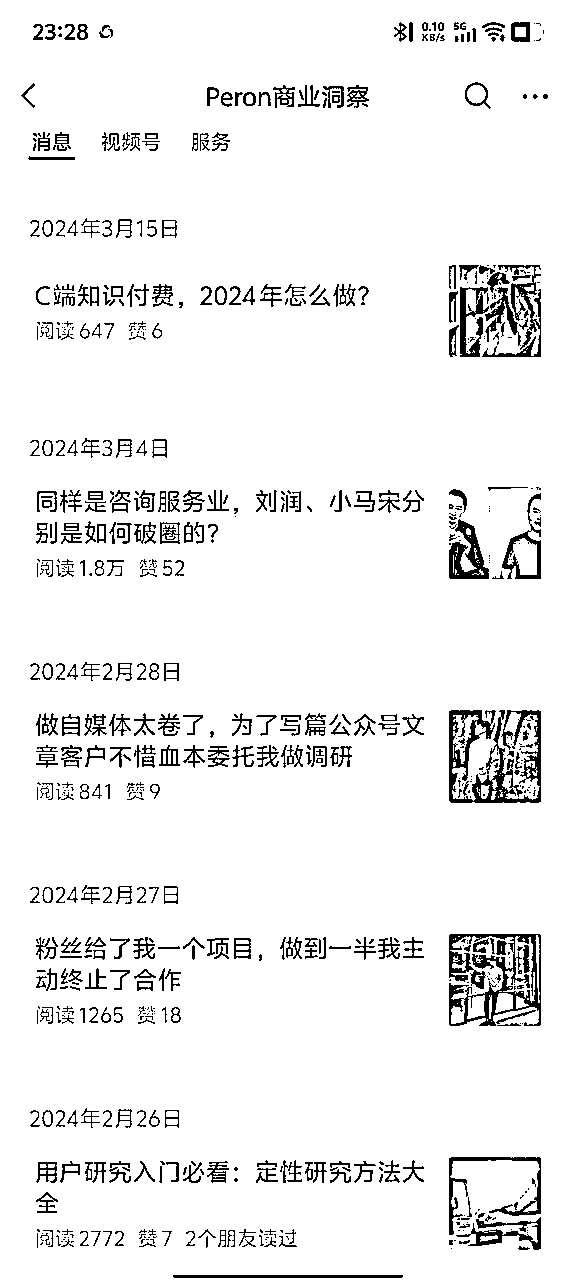 23:28
0.10
KB/s
5G
Peron商业洞察
消息 视频号 服务
2024年3月15日
C端知识付费，2024年怎么做？
阅读647 赞6
2024年3月4日
同样是咨询服务业，刘润、小马宋分
别是如何破圈的？
阅读1.8万 赞52
2024年2月28日
做自媒体太卷了，为了写篇公众号文
章客户不惜血本委托我做调研
阅读841 赞9
2024年2月27日
粉丝给了我一个项目，做到一半我主
动终止了合作
阅读1265 赞18
2024年2月26日
用户研究入门必看：定性研究方法大
全
阅读2772 赞7 2个朋友读过